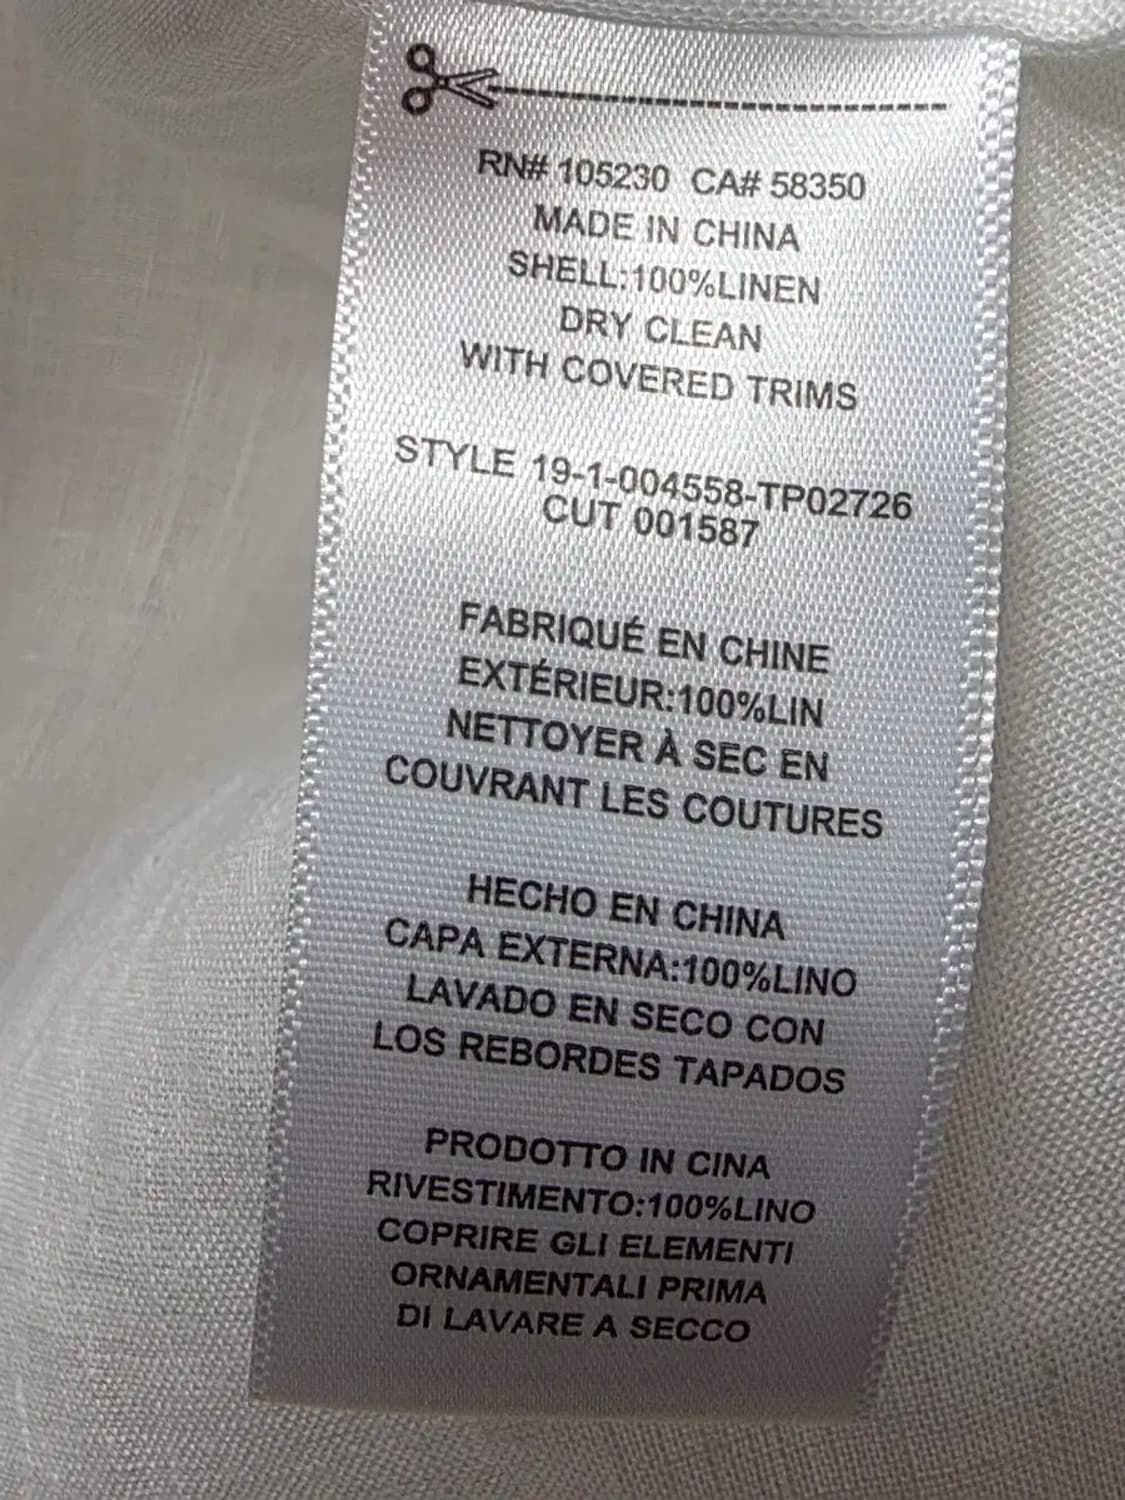 RN# 105230 CA# 58350
MADE IN CHINA
SHELL:100%LINEN
DRY CLEAN
WITH COVERED TRIMS
STYLE 19-1-004558-TP02726
CUT 001587
FABRIQUÉ EN CHINE
EXTÉRIEUR:100%LIN
NETTOYER À SEC EN
COUVRANT LES COUTURES
HECHO EN CHINA
CAPA EXTERNA:100%LINO
LAVADO EN SECO CON
LOS REBORDES TAPADOS
PRODOTTO IN CINA
RIVESTIMENTO:100%LINO
COPRIRE GLI ELEMENTI
ORNAMENTALI PRIMA
DI LAVARE A SECCO